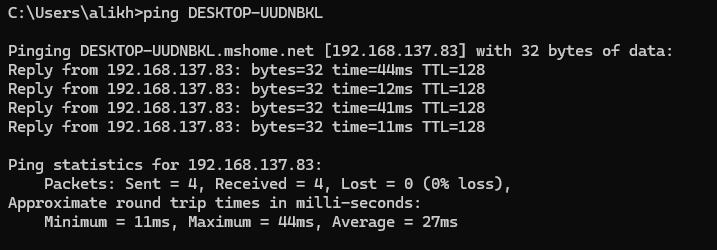 C:\Users\alikh>ping DESKTOP-UUDNBKL
Pinging DESKTOP-UUDNBKL.mshome.net [192.168.137.83] with 32 bytes of data:
Reply from 192.168.137.83: bytes=32 time=44ms TTL=128
Reply from 192.168.137.83: bytes=32 time=12ms TTL=128
Reply from 192.168.137.83: bytes=32 time=41ms TTL=128
Reply from 192.168.137.83: bytes=32 time=11ms TTL=128
Ping statistics for 192.168.137.83:
    Packets: Sent = 4, Received = 4, Lost = 0 (0% loss),
Approximate round trip times in milli-seconds:
    Minimum = 11ms, Maximum = 44ms, Average = 27ms